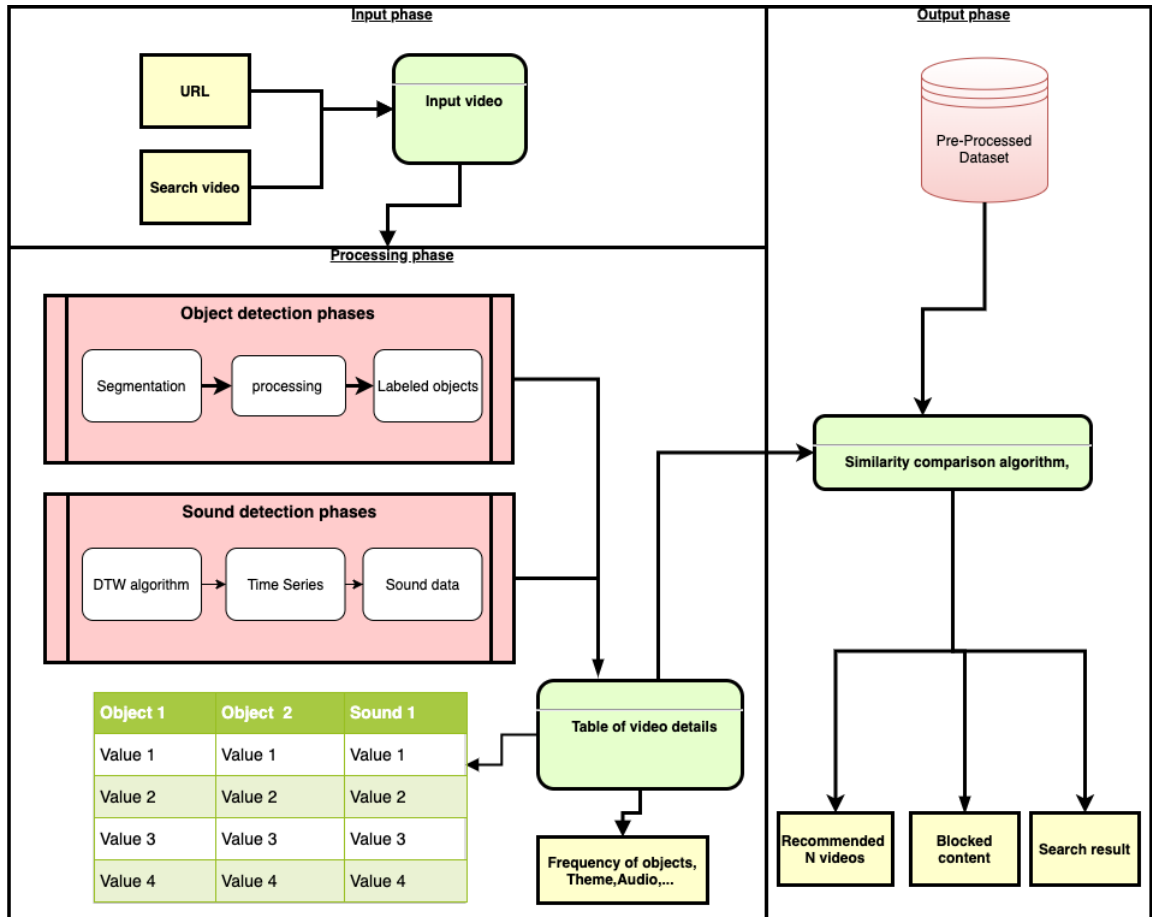 Input phase
URL
Search video
Input video
Processing phase
Object detection phases
Segmentation
processing
Labeled objects
Sound detection phases
DTW algorithm
Time Series
Sound data
Table of video details
Object 1 Object  2 Sound 1
Value 1 Value 1 Value 1
Value 2 Value 2 Value 2
Value 3 Value 3 Value 3
Value 4 Value 4 Value 4
Frequency of objects,
Theme,Audio,...
Output phase
Pre-Processed
Dataset
Similarity comparison algorithm,
Recommended
N videos
Blocked
content
Search result